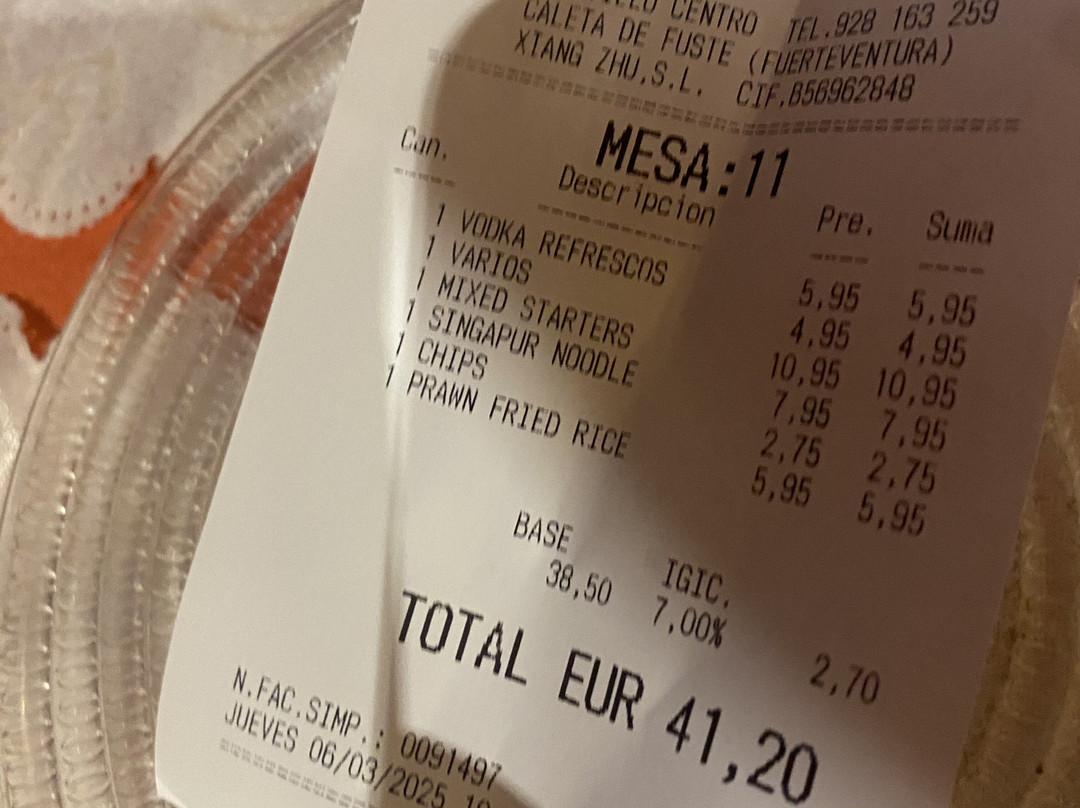 CENTRO TEL.928 163 259
CALETA DE FUSTE (FUERTEVENTURA)
XIANG ZHU,S.L. CIF.B56962848
MESA:11
Can. Descripcion Pre. Suma
1 VODKA REFRESCOS 5,95 5,95
1 VARIOS 4,95 4,95
1 MIXED STARTERS 10,95 10,95
1 SINGAPUR NOODLE 7,95 7,95
1 CHIPS 2,75 2,75
1 PRAWN FRIED RICE 5,95 5,95
BASE IGIC.
38,50 7,00% 2,70
TOTAL EUR 41,20
N.FAC.SIMP.: 0091497
JUEVES 06/03/2025